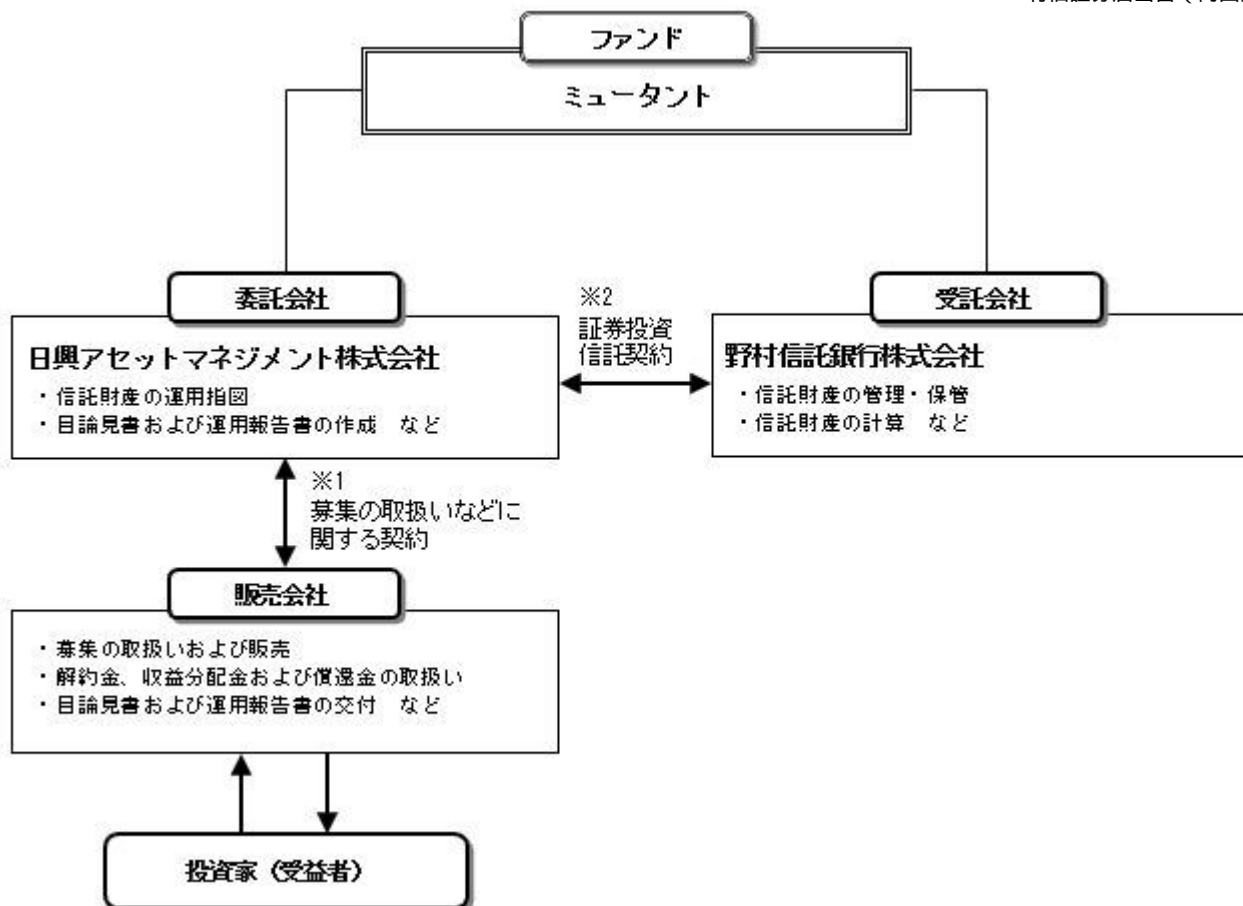 ファンド
ミュータント
委託会社
日興アセットマネジメント株式会社
・信託財産の運用指図
・目論見書および運用報告書の作成 など
※2
証券投資
信託契約
受託会社
野村信託銀行株式会社
・信託財産の管理・保管
・信託財産の計算 など
※1
募集の取扱いなどに
関する契約
販売会社
・募集の取扱いおよび販売
・解約金、収益分配金および償還金の取扱い
・目論見書および運用報告書の交付 など
投資家（受益者）